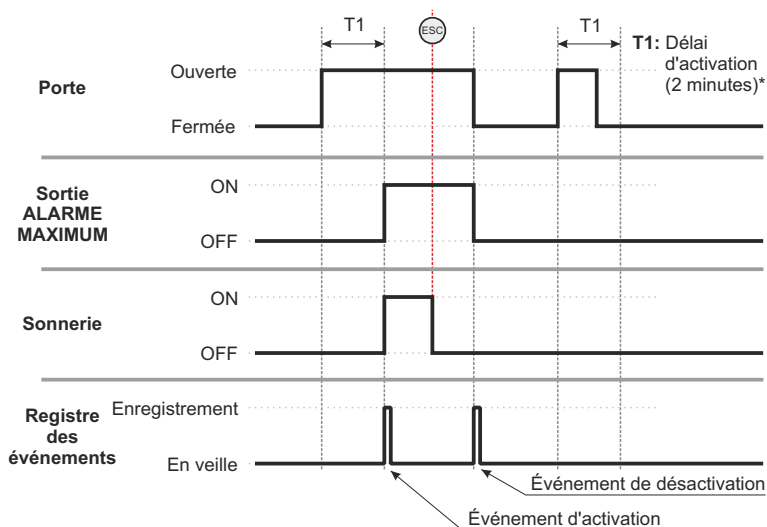 T1
ESC
T1
T1: Délai
d'activation
(2 minutes)*
Porte
Ouverte
Fermée
Sortie
ALARME
MAXIMUM
ON
OFF
Sonnerie
ON
OFF
Registre
des
événements
Enregistrement
En veille
Événement de désactivation
Événement d'activation